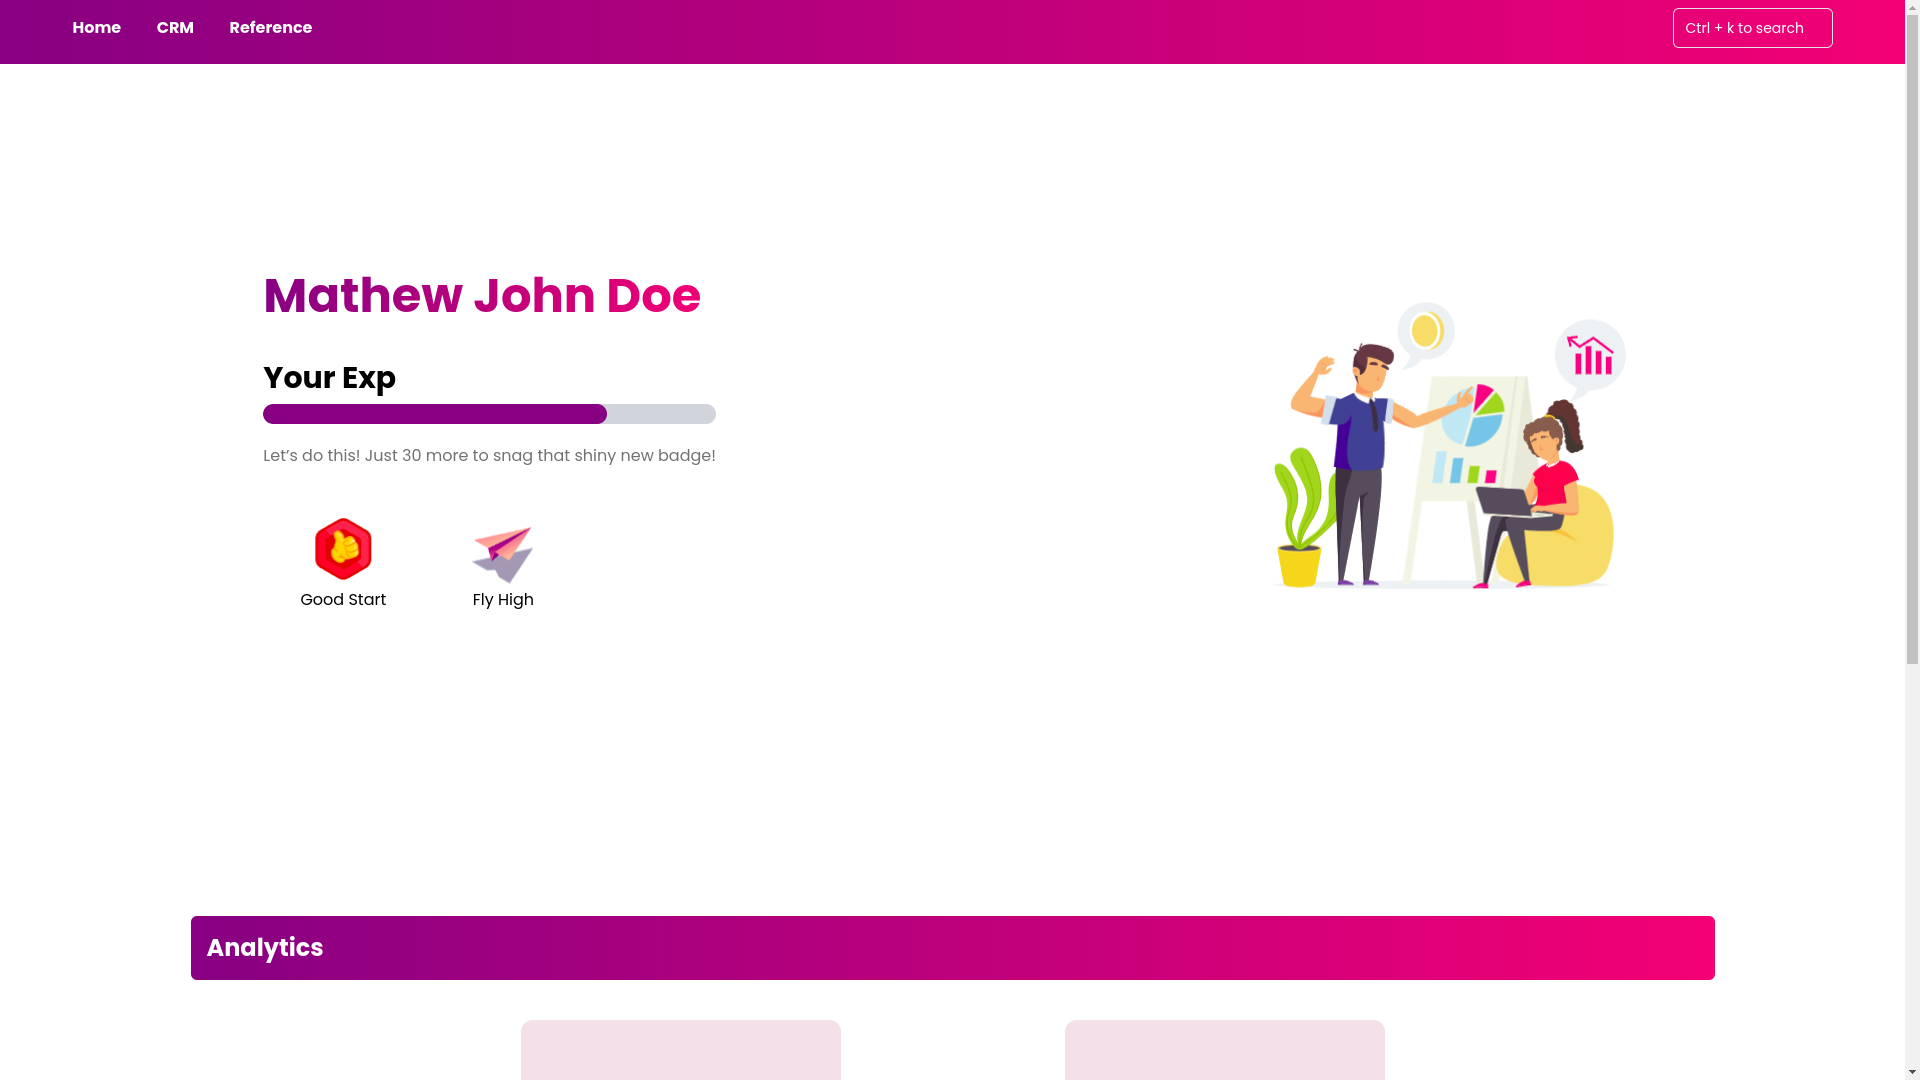 Home CRM Reference Ctrl + k to search
Mathew John Doe
Your Exp
Let’s do this! Just 30 more to snag that shiny new badge!
Good Start Fly High
Analytics